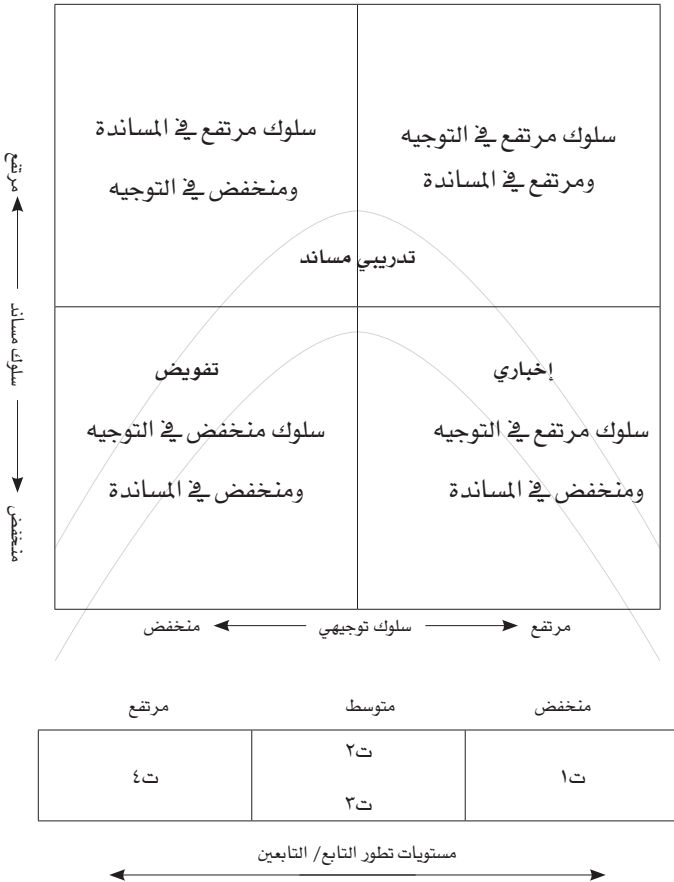 سلوك مرتفع في التوجيه
ومرتفع في المساندة
سلوك مرتفع في المساندة
ومنخفض في التوجيه
تدريبي مساند
إخباري
سلوك مرتفع في التوجيه
ومنخفض في المساندة
تفويض
سلوك منخفض في التوجيه
ومنخفض في المساندة
مرتفع
سلوك مساند
منخفض
مرتفع سلوك توجيهي منخفض
منخفض متوسط مرتفع
ت١
ت٢
ت٣
ت٤
مستويات تطور التابع/ التابعين